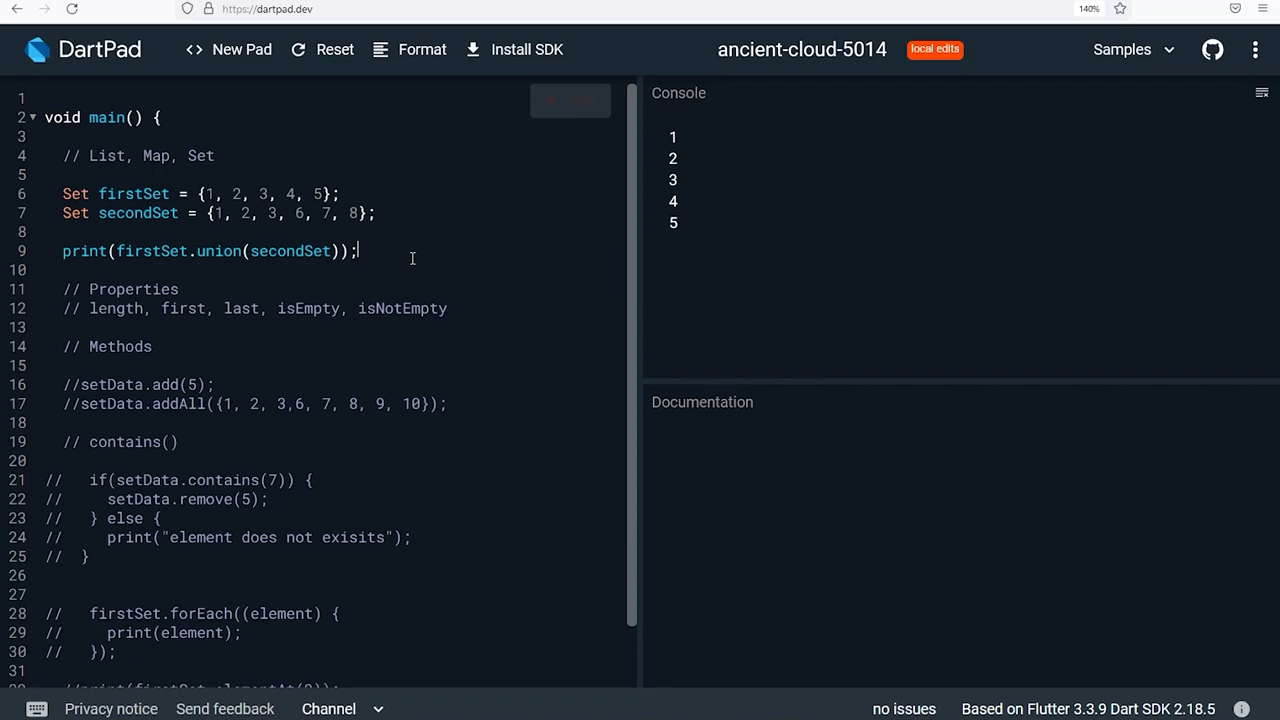 https://dartpad.dev
140%
DartPad
<> New Pad
Reset
Format
Install SDK
ancient-cloud-5014
local edits
Samples
1
2 void main() {
3
4 // List, Map, Set
5
6 Set firstSet = {1, 2, 3, 4, 5};
7 Set secondSet = {1, 2, 3, 6, 7, 8};
8
9 print(firstSet.union(secondSet));
10
11 // Properties
12 // length, first, last, isEmpty, isNotEmpty
13
14 // Methods
15
16 //setData.add(5);
17 //setData.addAll({1, 2, 3,6, 7, 8, 9, 10});
18
19 // contains()
20
21 // if(setData.contains(7)) {
22 // setData.remove(5);
23 // } else {
24 // print("element does not exisits");
25 // }
26
27
28 // firstSet.forEach((element) {
29 // print(element);
30 // });
31
Console
1
2
3
4
5
Documentation
Privacy notice
Send feedback
Channel
no issues
Based on Flutter 3.3.9 Dart SDK 2.18.5